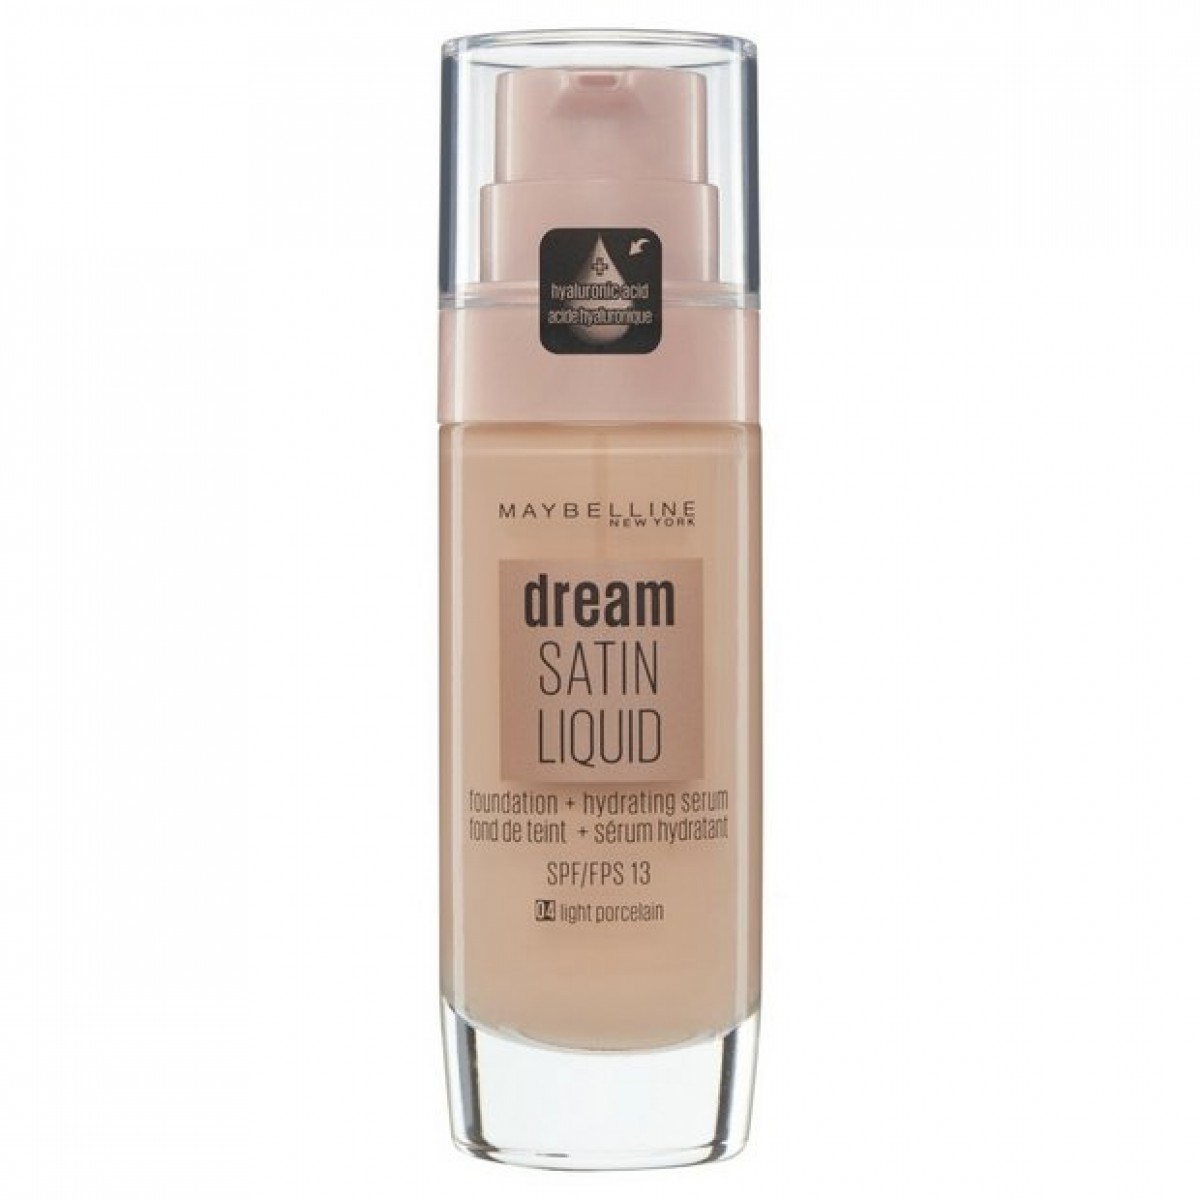 hyaluronic acid
acide hyaluronique
MAYBELLINE
NEW YORK
dream
SATIN
LIQUID
foundation + hydrating serum
fond de teint + sérum hydratant
SPF/FPS 13
04 light porcelain